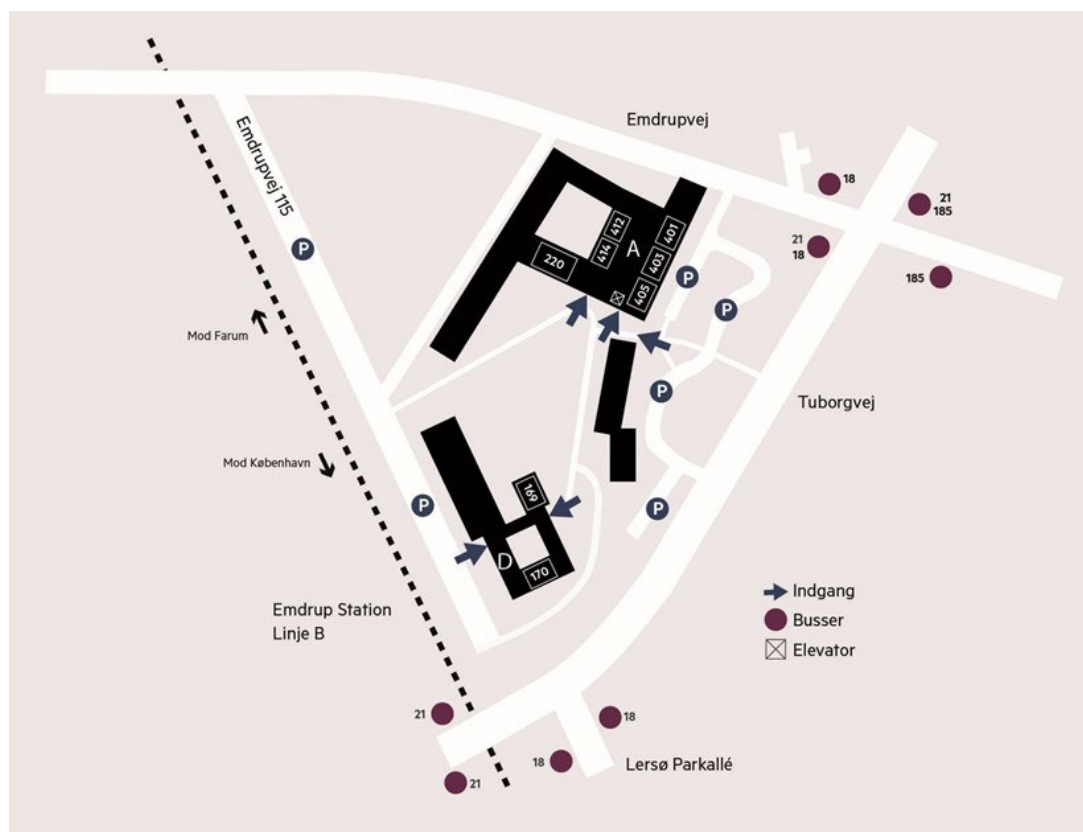 Emdrupvej
18
21
185
Emdrupvej 115
21
18
185
P
412
401
A
414
403
220
405
P
P
Mod Farum
P
Tuborgvej
Mod København
169
P
P
D
170
Indgang
Emdrup Station
Linje B
Busser
Elevator
21
18
18
21
Lersø Parkallé